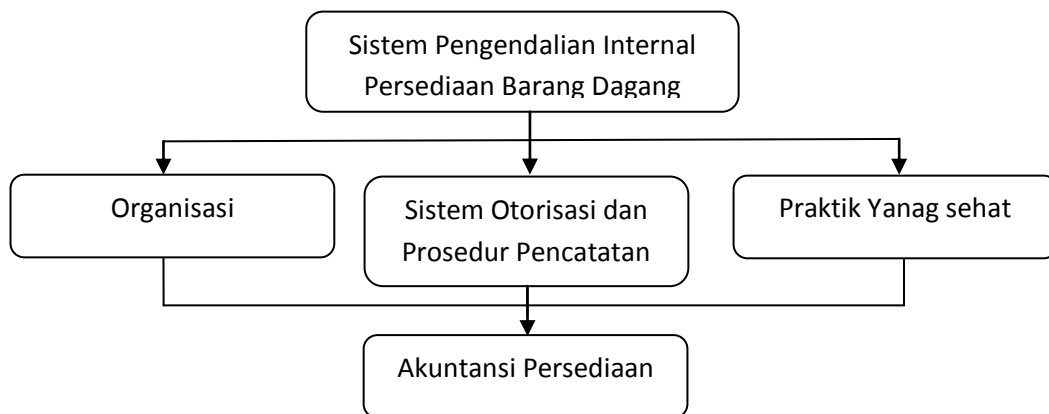 Sistem Pengendalian Internal
Persediaan Barang Dagang
Organisasi
Sistem Otorisasi dan
Prosedur Pencatatan
Praktik Yanag sehat
Akuntansi Persediaan